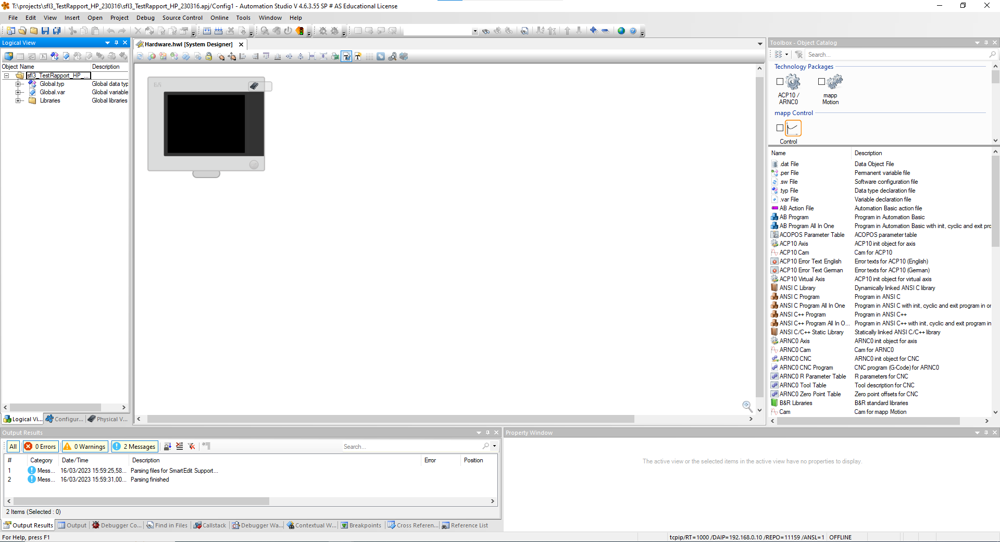 T:\projects\sfl3_TestRapport_HP_230316\sfl3_TestRapport_HP_230316.apj/Config1 - Automation Studio V 4.6.3.55 SP # AS Educational License
File Edit View Insert Open Project Debug Source Control Online Tools Window Help
Logical View
Object Name Description
sfl3_TestRapport_HP_...
Global.typ Global data typ
Global.var Global variable
Libraries Global libraries
Logical Vi... Configur... Physical V...
Hardware.hwl [System Designer]
Toolbox - Object Catalog
Search...
Technology Packages
ACP10 /
ARNC0
mapp
Motion
mapp Control
Control
Name Description
.dat File Data Object File
.per File Permanent variable file
.sw File Software configuration file
.typ File Data type declaration file
.var File Variable declaration file
AB Action File Automation Basic action file
AB Program Program in Automation Basic
AB Program All In One Program in Automation Basic with init, cyclic and exit pro
ACOPOS Parameter Table ACOPOS parameter table
ACP10 Axis ACP10 init object for axis
ACP10 Cam Cam for ACP10
ACP10 Error Text English Error texts for ACP10 (English)
ACP10 Error Text German Error texts for ACP10 (German)
ACP10 Virtual Axis ACP10 init object for virtual axis
ANSI C Library Dynamically linked ANSI C library
ANSI C Program Program in ANSI C
ANSI C Program All In One Program in ANSI C with init, cyclic and exit program in or
ANSI C++ Program Program in ANSI C++
ANSI C++ Program All In O... Program in ANSI C++ with init, cyclic and exit program in
ANSI C/C++ Static Library Statically linked ANSI C/C++ library
ARNC0 Axis ARNC0 init object for axis
ARNC0 Cam Cam for ARNC0
ARNC0 CNC ARNC0 init object for CNC
ARNC0 CNC Program CNC program (G-Code) for ARNC0
ARNC0 R Parameter Table R parameters for CNC
ARNC0 Tool Table Tool description for CNC
ARNC0 Zero Point Table Zero point offsets for CNC
B&R Libraries B&R standard libraries
Cam Cam for mapp Motion
Output Results
All 0 Errors 0 Warnings 2 Messages Search...
# Category Date/Time Description Error Position
1 Mess... 16/03/2023 15:59:25,58... Parsing files for SmartEdit Support...
2 Mess... 16/03/2023 15:59:31,00... Parsing finished
2 Items (Selected : 0)
Output Results Output Debugger Co... Find in Files Callstack Debugger Wa... Contextual W... Breakpoints Cross Referen... Reference List
Property Window
The active view or the selected items in the active view have no properties to display.
For Help, press F1 tcpip/RT=1000 /DAIP=192.168.0.10 /REPO=11159 /ANSL=1 OFFLINE